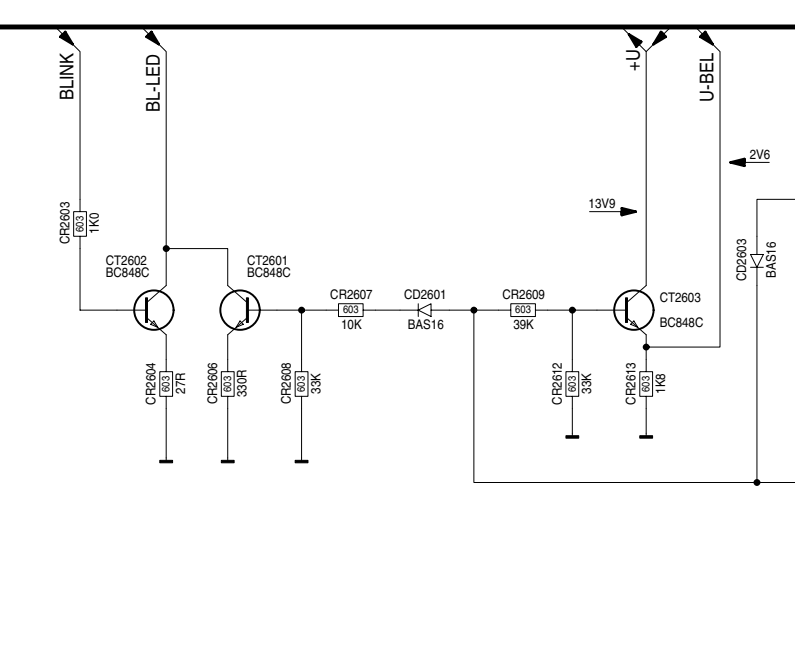 BLINK
BL-LED
+U
U-BEL
2V6
13V9
CR2603
603
1K0
CT2602
BC848C
CT2601
BC848C
CR2607
603
10K
CD2601
BAS16
CR2609
603
39K
CT2603
BC848C
CD2603
BAS16
CR2604
603
27R
CR2606
603
330R
CR2608
603
33K
CR2612
603
33K
CR2613
603
1K8